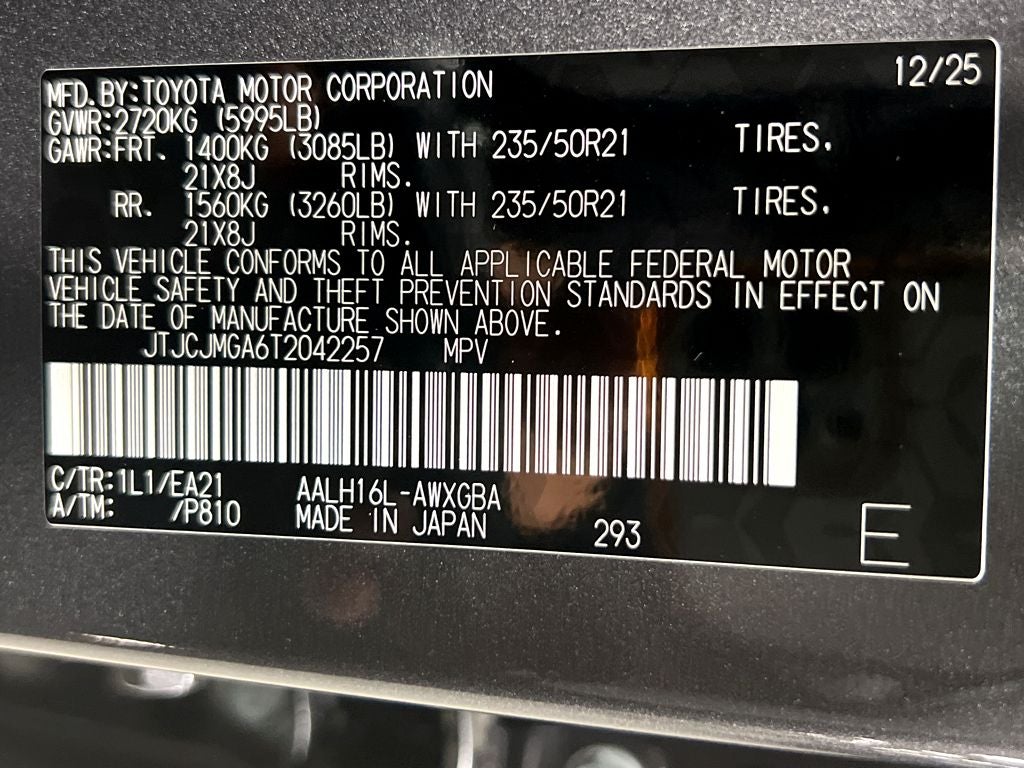 12/25
MFD.BY:TOYOTA MOTOR CORPORATION
GVWR:2720KG (5995LB)
GAWR:FRT. 1400KG (3085LB) WITH 235/50R21 TIRES.
21X8J RIMS.
RR. 1560KG (3260LB) WITH 235/50R21 TIRES.
21X8J RIMS.
THIS VEHICLE CONFORMS TO ALL APPLICABLE FEDERAL MOTOR
VEHICLE SAFETY AND THEFT PREVENTION STANDARDS IN EFFECT ON
THE DATE OF MANUFACTURE SHOWN ABOVE.
JTJCJMGA6T2042257 MPV
C/TR:1L1/EA21 AALH16L-AWXGBA
A/TM: /P810 MADE IN JAPAN 293 E